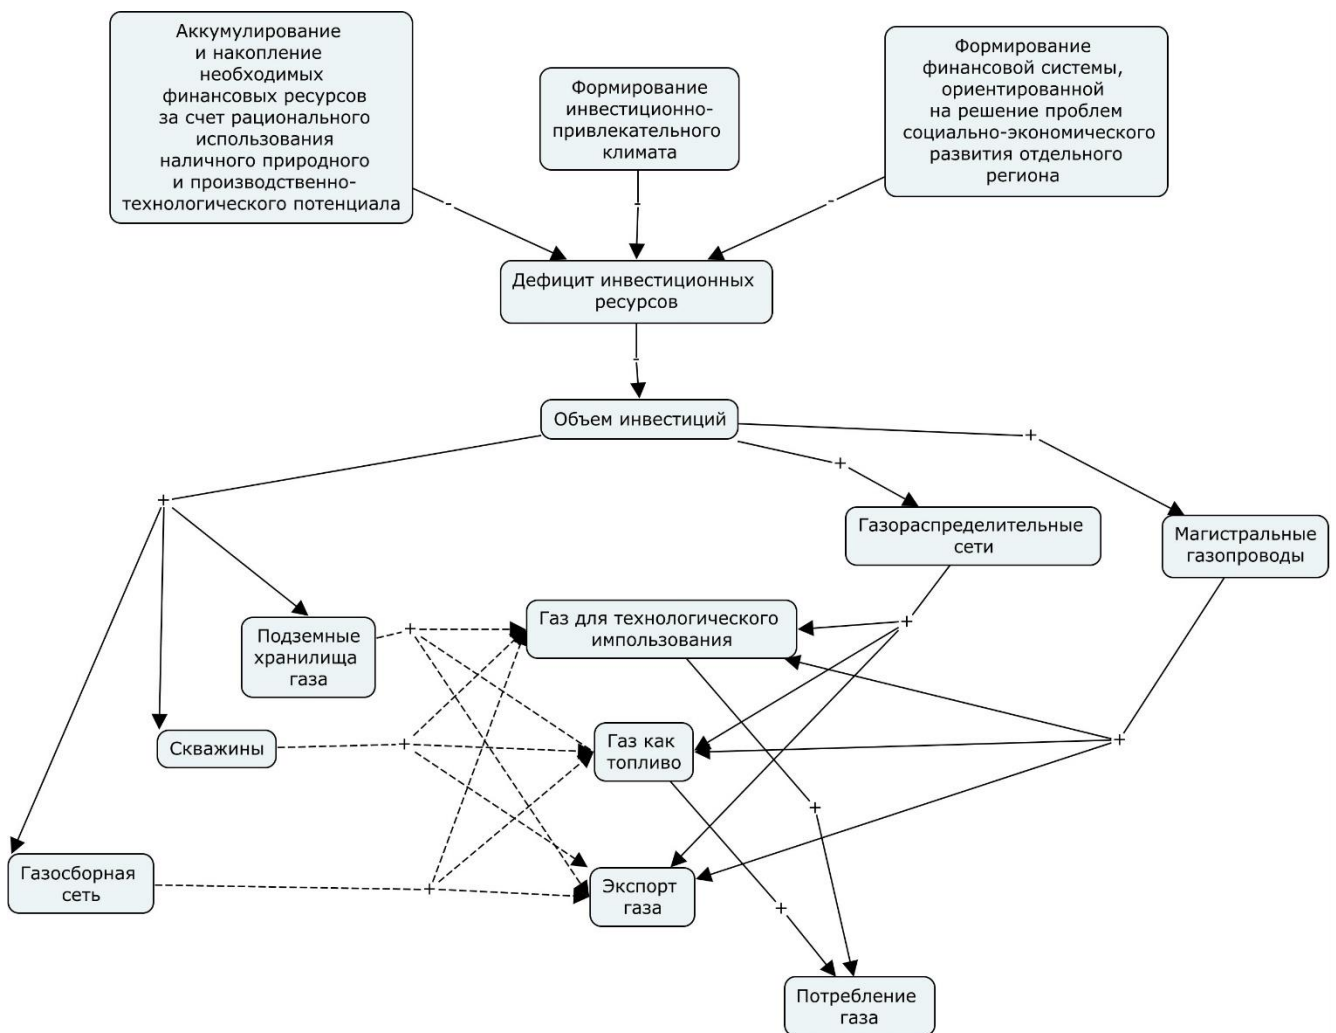 Аккумулирование
и накопление
необходимых
финансовых ресурсов
за счет рационального
использования
наличного природного
и производственно-
технологического потенциала
Формирование
инвестиционно-
привлекательного
климата
Формирование
финансовой системы,
ориентированной
на решение проблем
социально-экономического
развития отдельного
региона
-
-
-
Дефицит инвестиционных
ресурсов
-
Объем инвестиций
+
+
+
Газораспределительные
сети
Магистральные
газопроводы
Подземные
хранилища
газа
+
Газ для технологического
импользования
+
Скважины
+
Газ как
топливо
+
+
Газосборная
сеть
+
Экспорт
газа
+
Потребление
газа